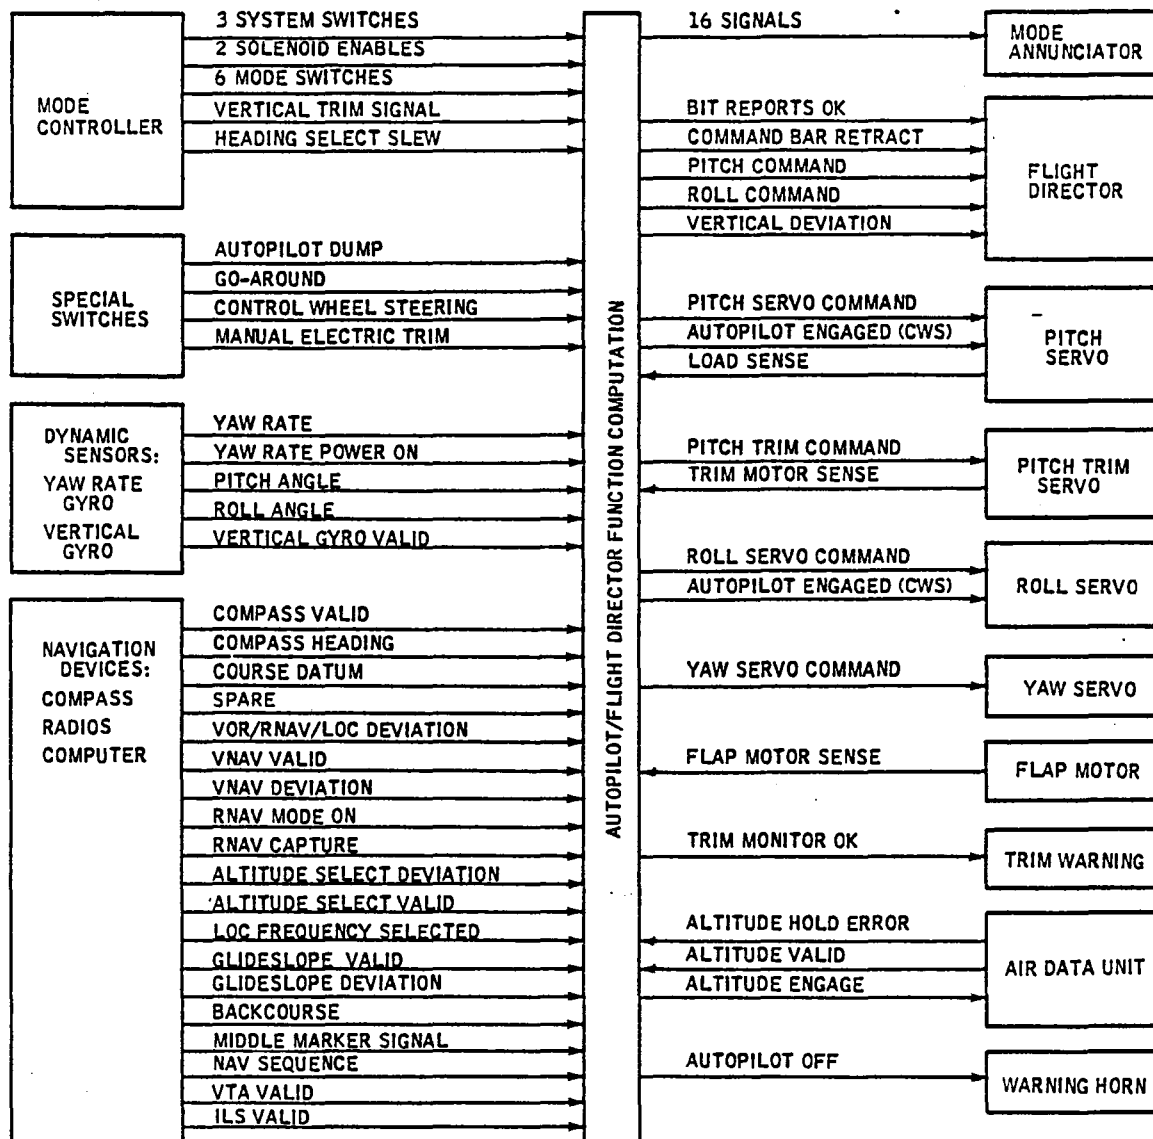 3 SYSTEM SWITCHES
2 SOLENOID ENABLES
6 MODE SWITCHES
MODE
CONTROLLER
VERTICAL TRIM SIGNAL
HEADING SELECT SLEW
AUTOPILOT DUMP
GO-AROUND
SPECIAL
SWITCHES
CONTROL WHEEL STEERING
MANUAL ELECTRIC TRIM
DYNAMIC
SENSORS:
YAW RATE
GYRO
VERTICAL
GYRO
YAW RATE
YAW RATE POWER ON
PITCH ANGLE
ROLL ANGLE
VERTICAL GYRO VALID
NAVIGATION
DEVICES:
COMPASS
RADIOS
COMPUTER
COMPASS VALID
COMPASS HEADING
COURSE DATUM
SPARE
VOR/RNAV/LOC DEVIATION
VNAV VALID
VNAV DEVIATION
RNAV MODE ON
RNAV CAPTURE
ALTITUDE SELECT DEVIATION
ALTITUDE SELECT VALID
LOC FREQUENCY SELECTED
GLIDESLOPE VALID
GLIDESLOPE DEVIATION
BACKCOURSE
MIDDLE MARKER SIGNAL
NAV SEQUENCE
VTA VALID
ILS VALID
AUTOPILOT/FLIGHT DIRECTOR FUNCTION COMPUTATION
16 SIGNALS
MODE
ANNUNCIATOR
BIT REPORTS OK
COMMAND BAR RETRACT
PITCH COMMAND
ROLL COMMAND
VERTICAL DEVIATION
FLIGHT
DIRECTOR
PITCH SERVO COMMAND
AUTOPILOT ENGAGED (CWS)
LOAD SENSE
PITCH
SERVO
PITCH TRIM COMMAND
TRIM MOTOR SENSE
PITCH TRIM
SERVO
ROLL SERVO COMMAND
AUTOPILOT ENGAGED (CWS)
ROLL SERVO
YAW SERVO COMMAND
YAW SERVO
FLAP MOTOR SENSE
FLAP MOTOR
TRIM MONITOR OK
TRIM WARNING
ALTITUDE HOLD ERROR
ALTITUDE VALID
ALTITUDE ENGAGE
AIR DATA UNIT
AUTOPILOT OFF
WARNING HORN